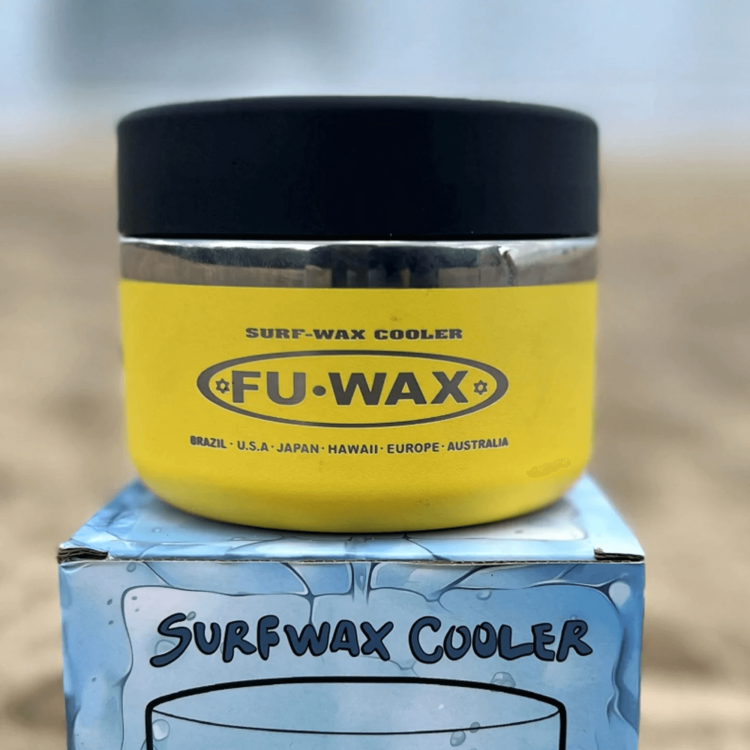 SURF-WAX COOLER
FU•WAX
BRAZIL · U.S.A · JAPAN · HAWAII · EUROPE · AUSTRALIA
SURFWAX COOLER